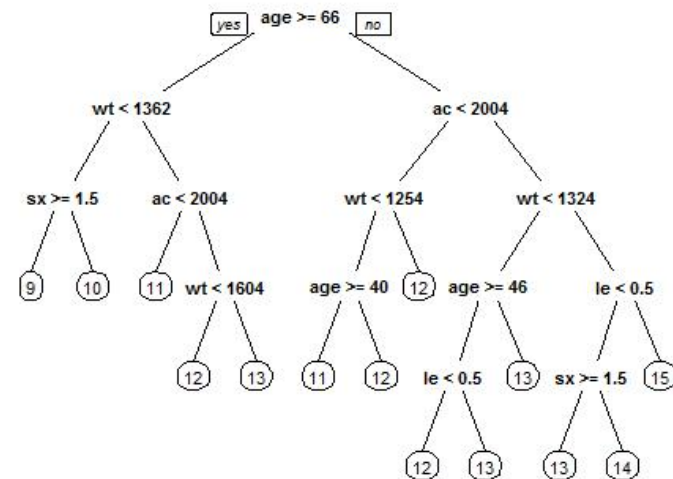 yes age >= 66 no
wt < 1362 ac < 2004
sx >= 1.5 ac < 2004 wt < 1254 wt < 1324
9 10 11 wt < 1604 age >= 40 12 age >= 46 le < 0.5
12 13 11 12 le < 0.5 13 sx >= 1.5 15
12 13 13 14